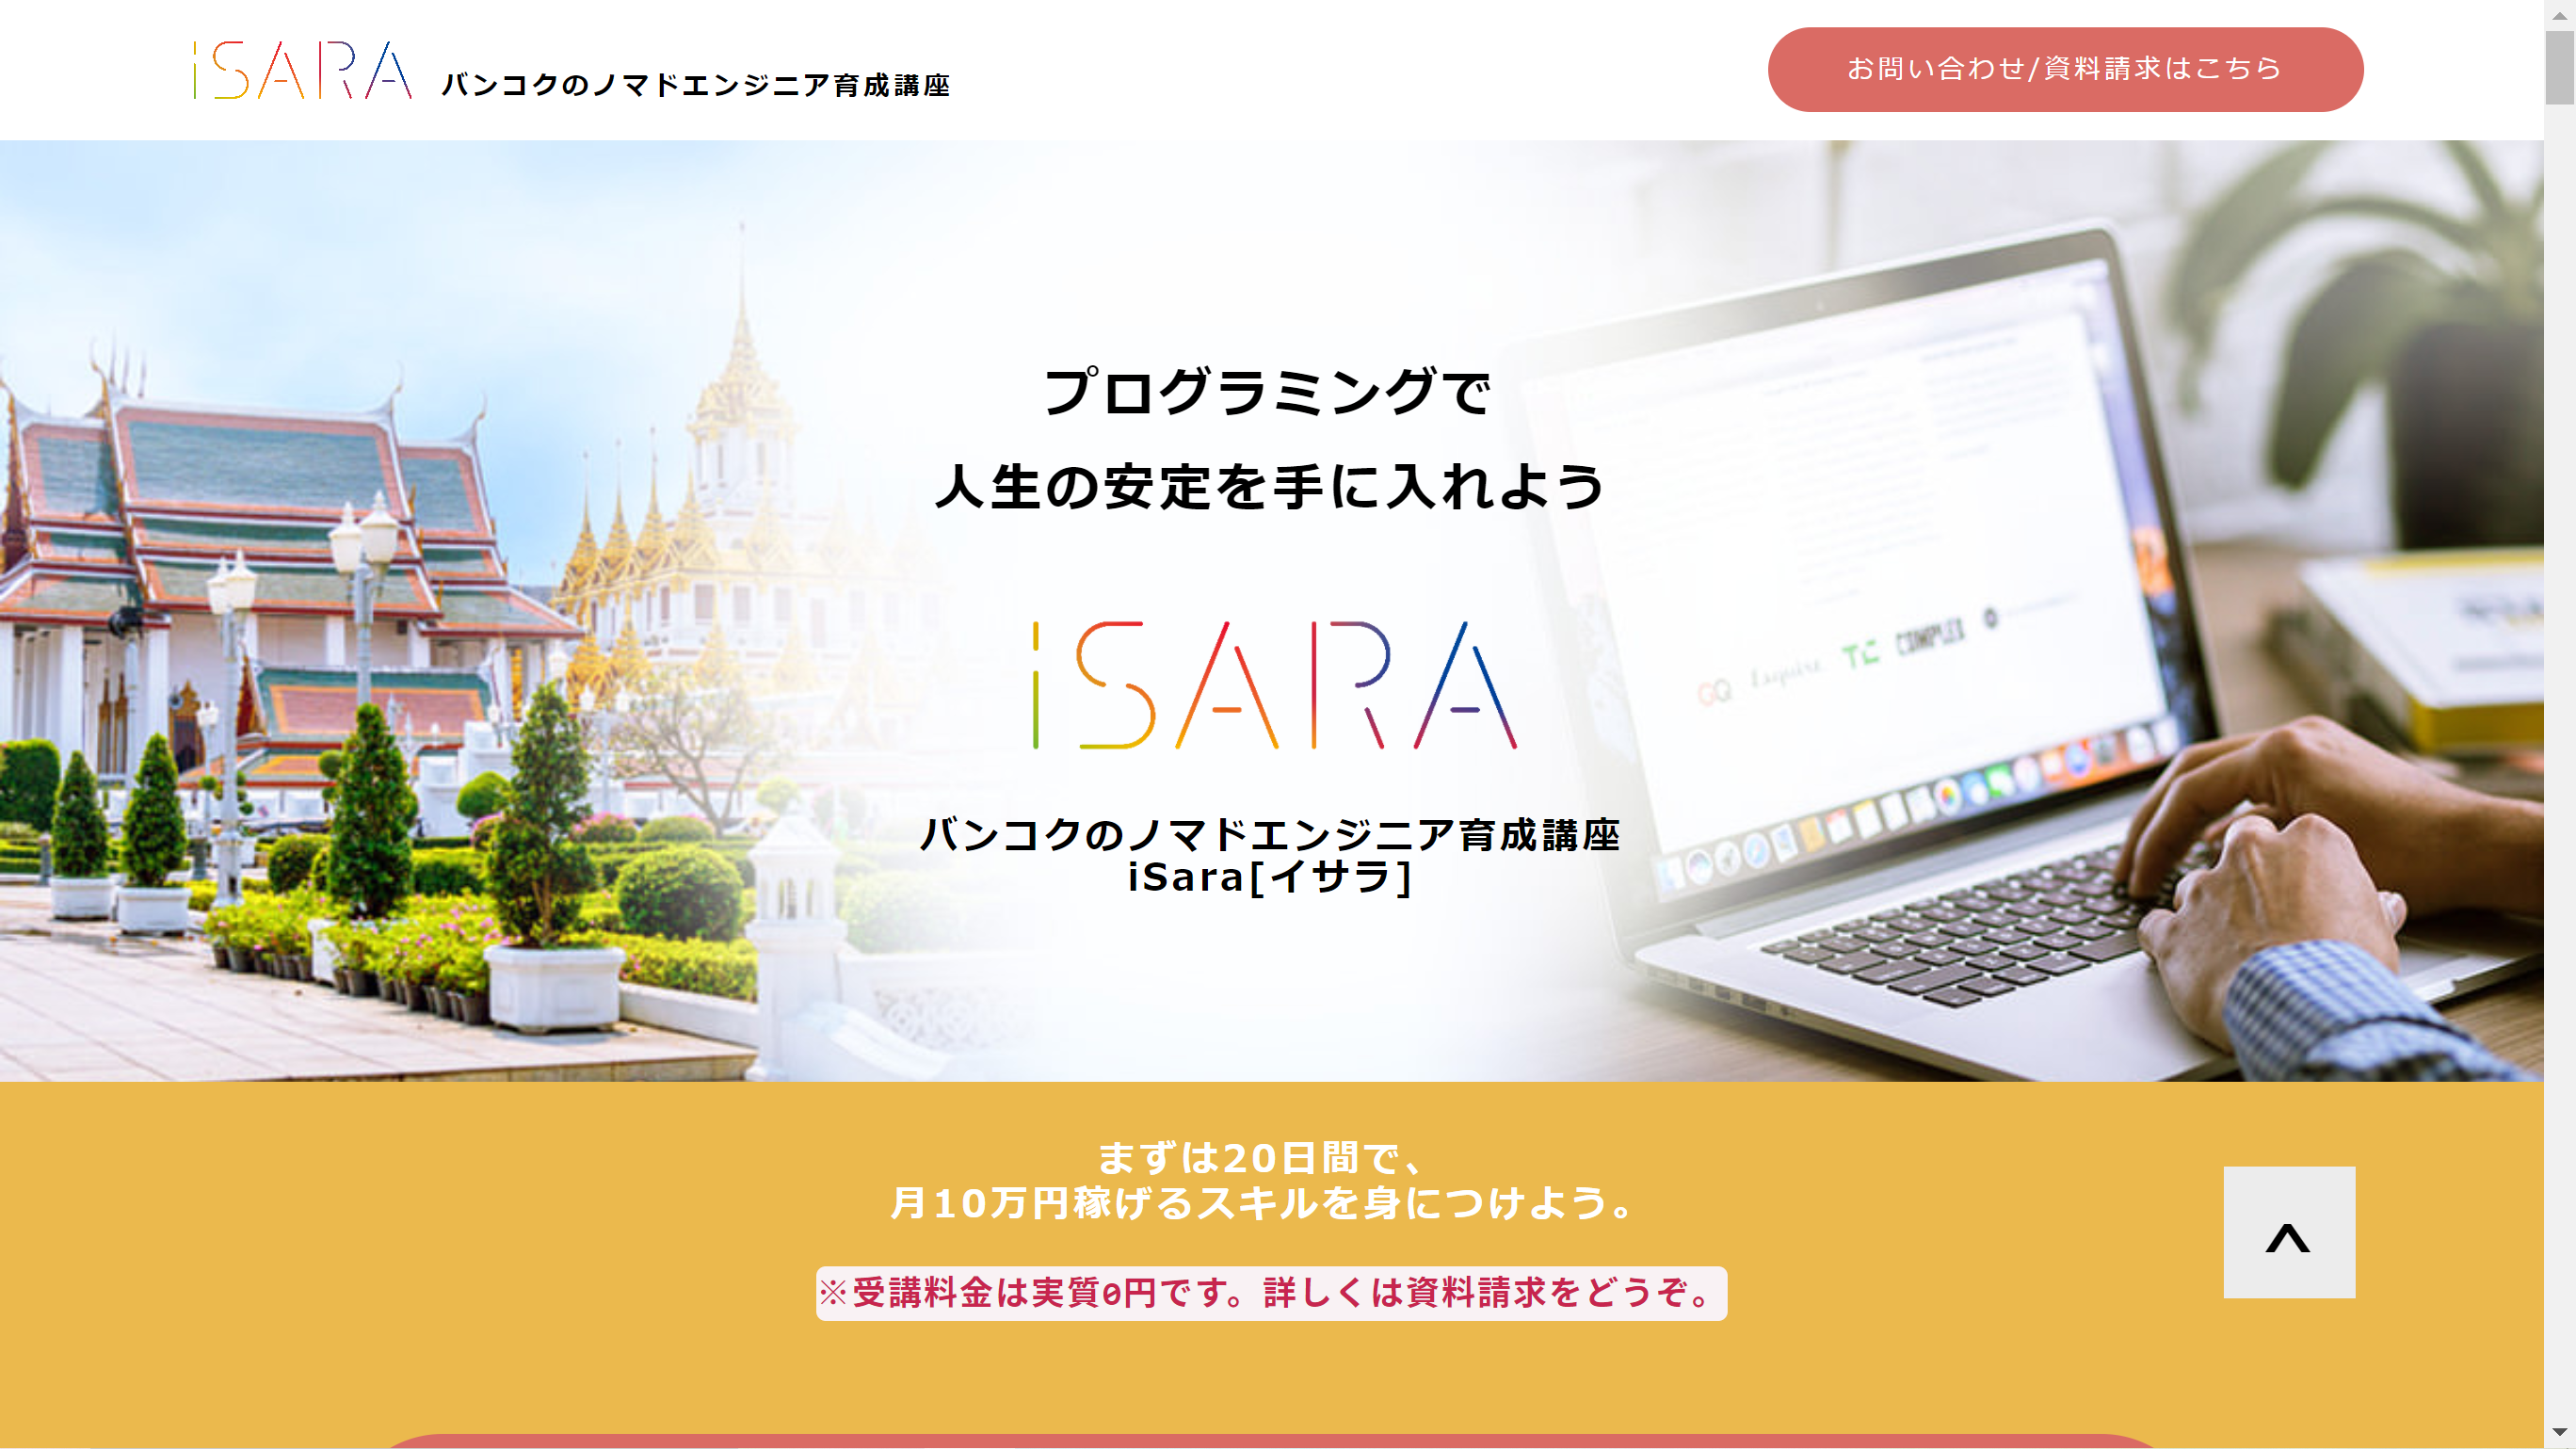 iSARA
バンコクのノマドエンジニア育成講座
お問い合わせ/資料請求はこちら
プログラミングで
人生の安定を手に入れよう
iSARA
バンコクのノマドエンジニア育成講座
iSara[イサラ]
GQ Esquire TC COMPLEX
まずは20日間で、
月10万円稼げるスキルを身につけよう。
※受講料金は実質0円です。詳しくは資料請求をどうぞ。